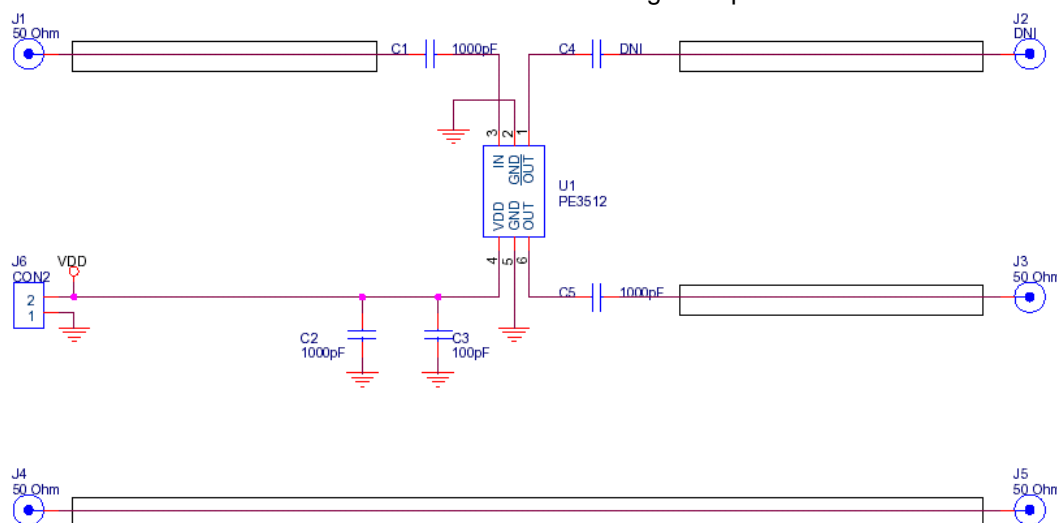 J1
50 Ohm
C1
1000pF
C4
DNI
J2
DNI
3
2
1
IN
GND
OUT
U1
PE3512
VDD
GND
OUT
4
5
6
J6
CON2
VDD
2
1
C2
1000pF
C3
100pF
C5
1000pF
J3
50 Ohm
J4
50 Ohm
J5
50 Ohm